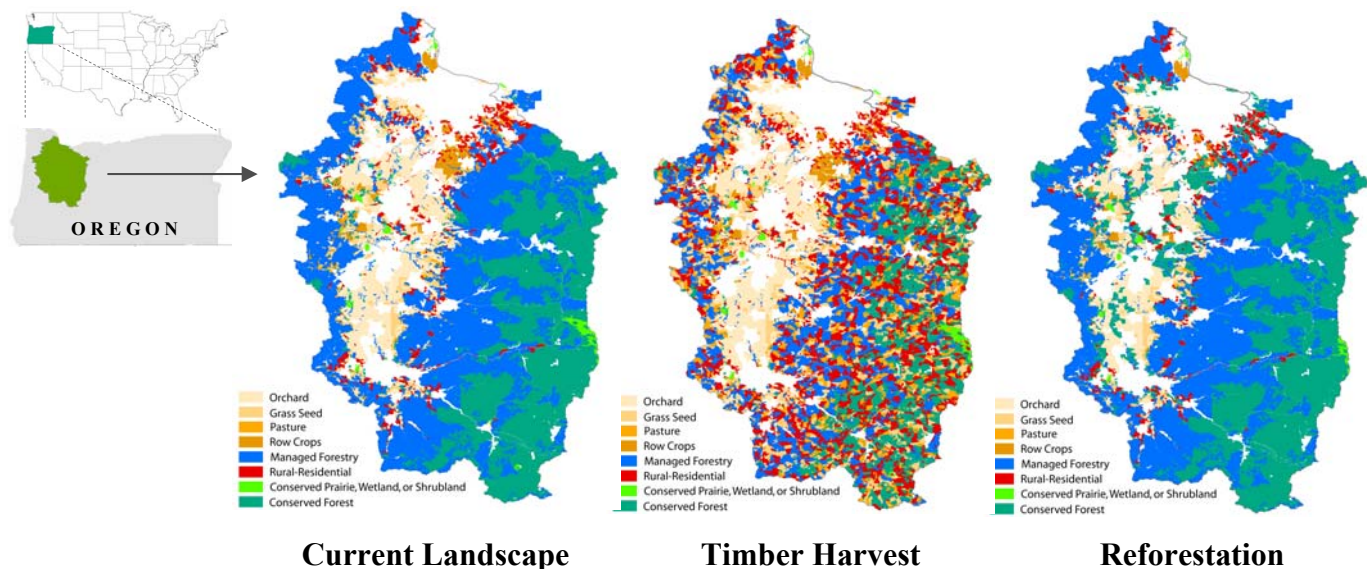 OREGON
Orchard
Grass Seed
Pasture
Row Crops
Managed Forestry
Rural-Residential
Conserved Prairie, Wetland, or Shrubland
Conserved Forest
Orchard
Grass Seed
Pasture
Row Crops
Managed Forestry
Rural-Residential
Conserved Prairie, Wetland, or Shrubland
Conserved Forest
Orchard
Grass Seed
Pasture
Row Crops
Managed Forestry
Rural-Residential
Conserved Prairie, Wetland, or Shrubland
Conserved Forest
Current Landscape
Timber Harvest
Reforestation